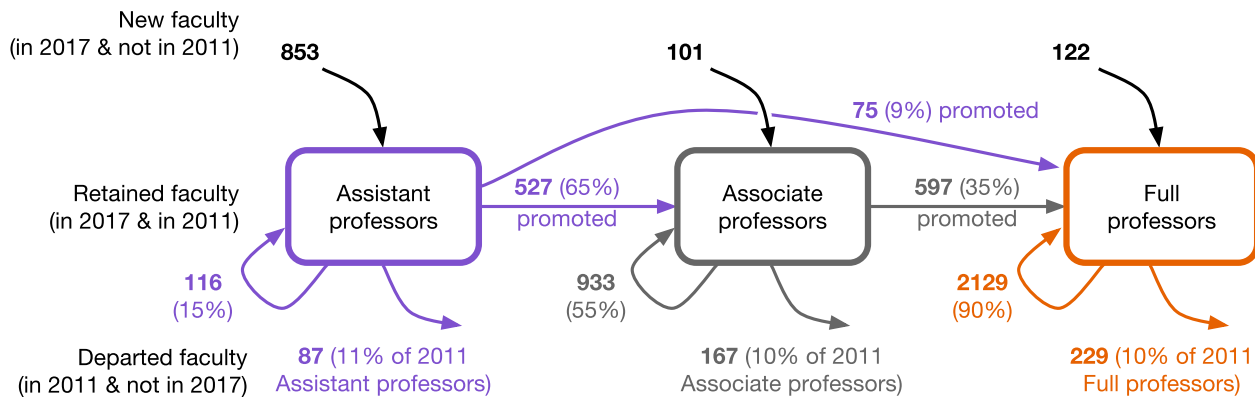 New faculty
(in 2017 & not in 2011)
853
101
122
75 (9%) promoted
Retained faculty
(in 2017 & in 2011)
Assistant
professors
527 (65%)
promoted
Associate
professors
597 (35%)
promoted
Full
professors
116
(15%)
933
(55%)
2129
(90%)
Departed faculty
(in 2011 & not in 2017)
87 (11% of 2011
Assistant professors)
167 (10% of 2011
Associate professors)
229 (10% of 2011
Full professors)